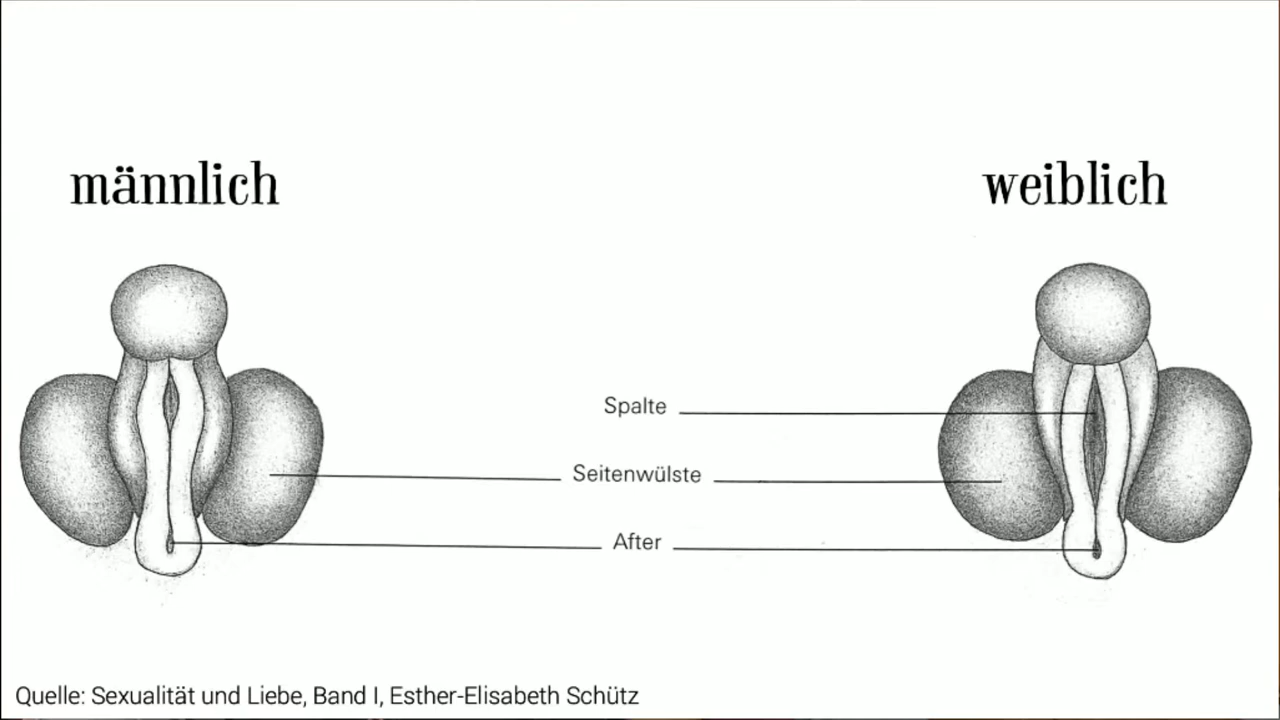 männlich
weiblich
Spalte
Seitenwülste
After
Quelle: Sexualität und Liebe, Band I, Esther-Elisabeth Schütz